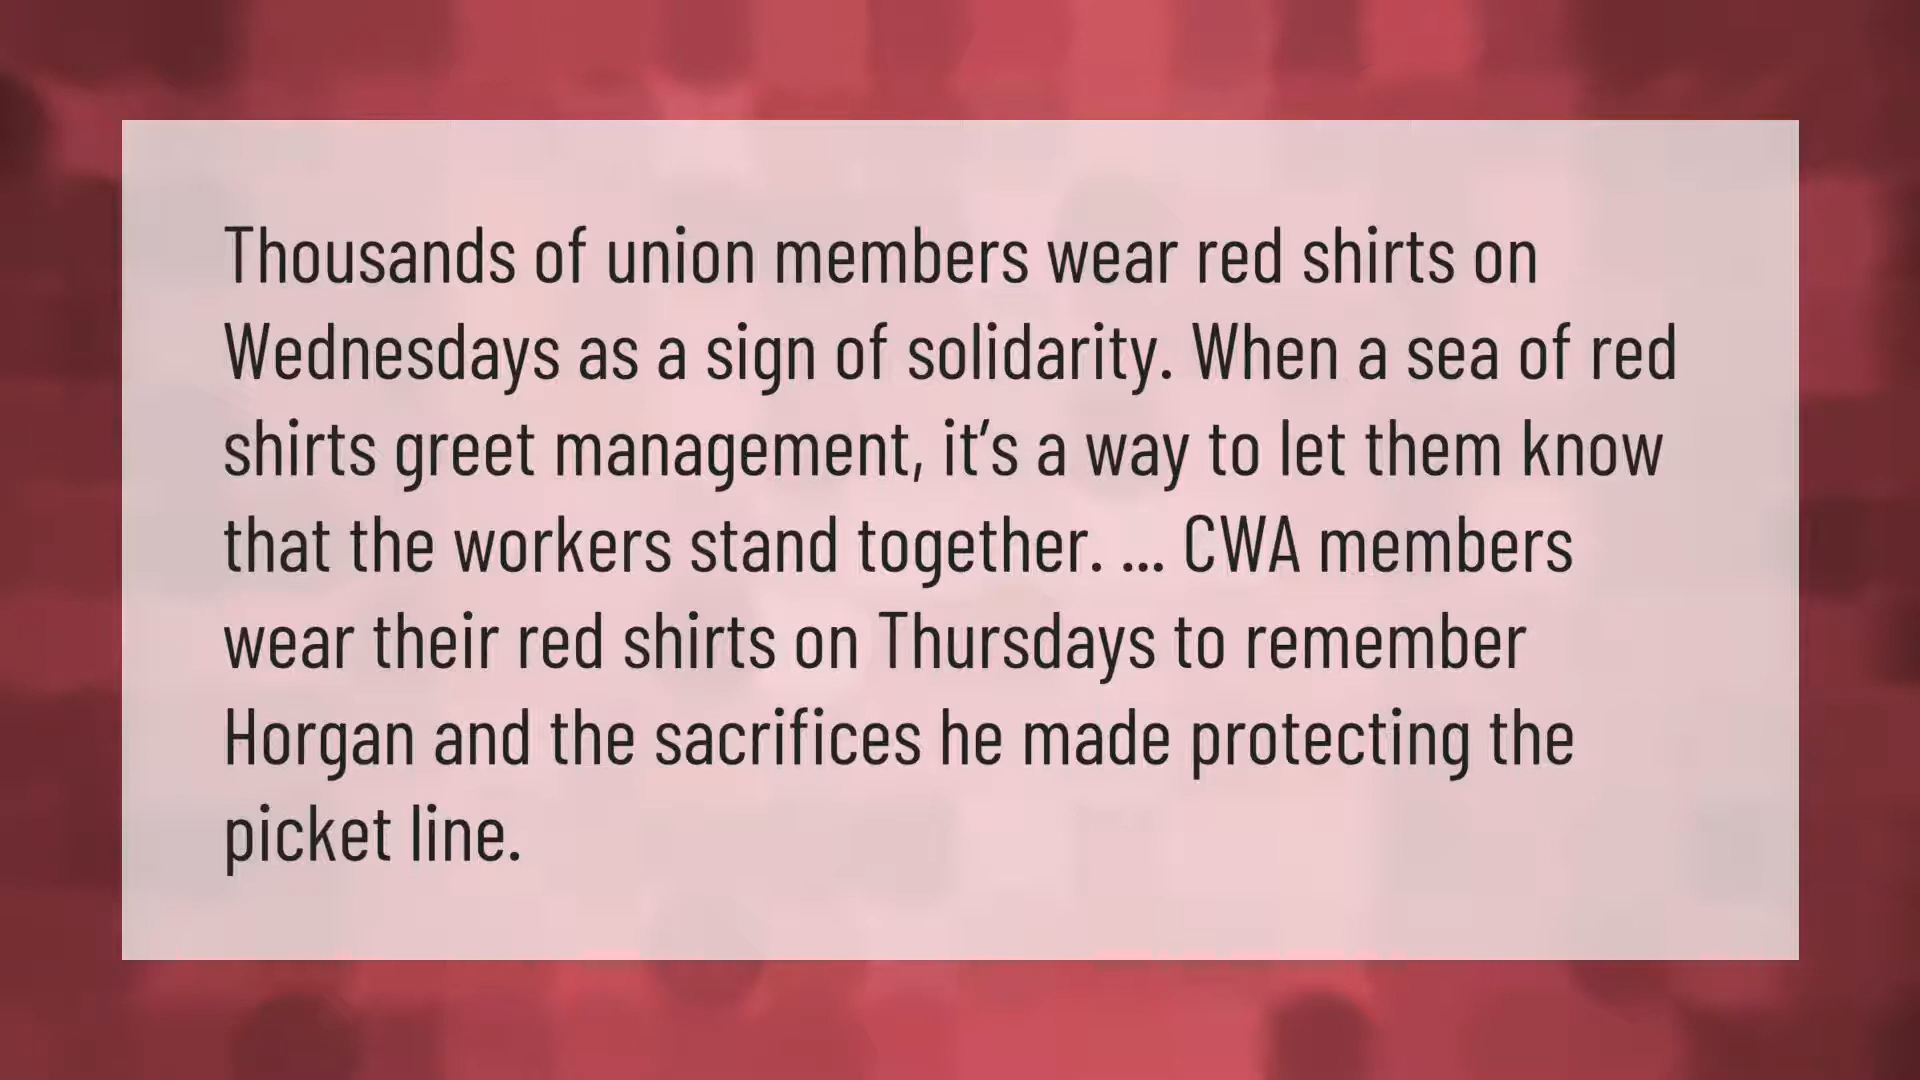 Thousands of union members wear red shirts on
Wednesdays as a sign of solidarity. When a sea of red
shirts greet management, it’s a way to let them know
that the workers stand together. ... CWA members
wear their red shirts on Thursdays to remember
Horgan and the sacrifices he made protecting the
picket line.